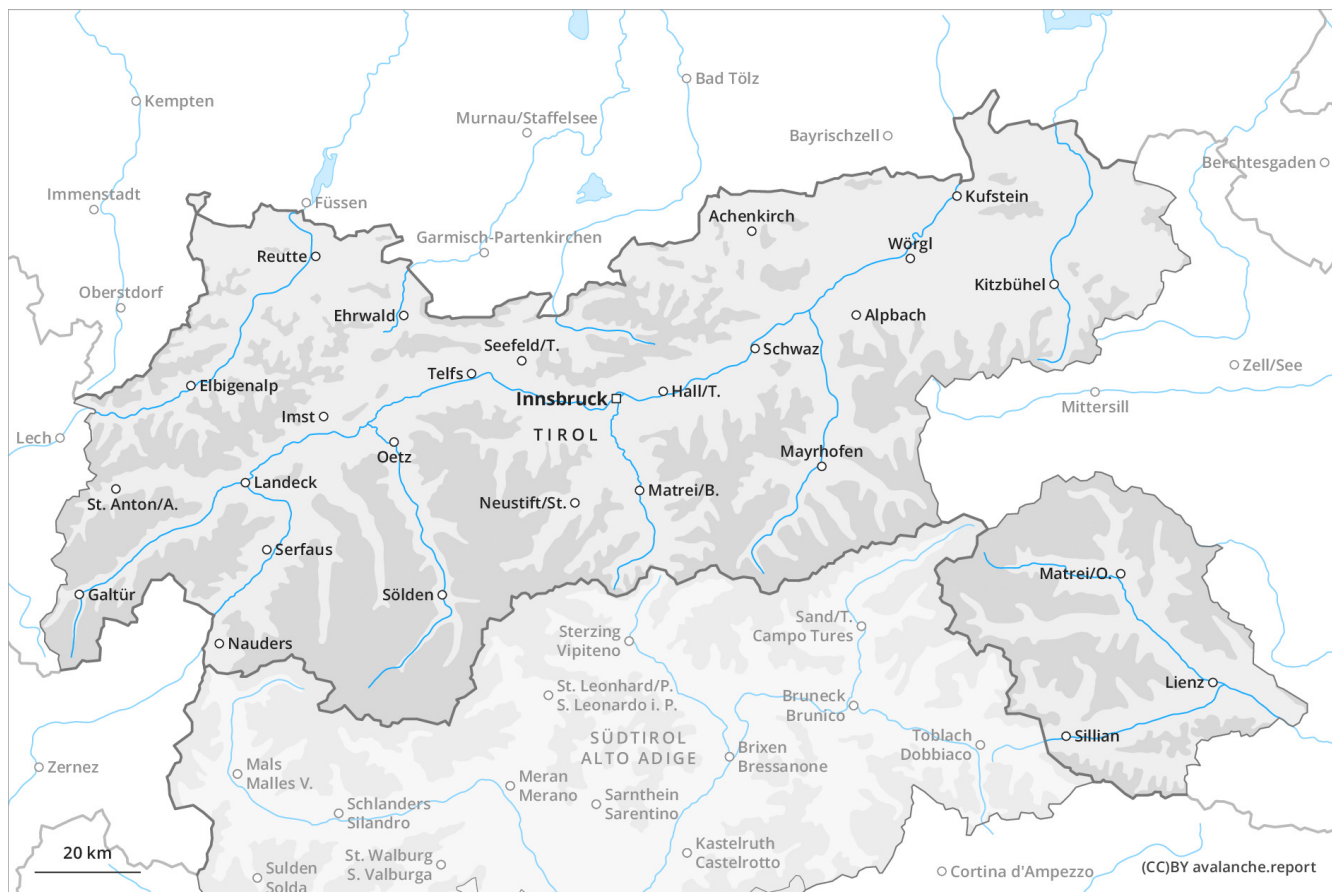 Bad Tölz
Kempten
Murnau/Staffelsee
Bayrischzell
Berchtesgaden
Immenstadt
Füssen
Kufstein
Achenkirch
Garmisch-Partenkirchen
Wörgl
Reutte
Kitzbühel
Oberstdorf
Ehrwald
Alpbach
Seefeld/T.
Schwaz
Zell/See
Telfs
Elbigenalp
Hall/T.
Innsbruck
Mittersill
Imst
Lech
TIROL
Oetz
Mayrhofen
Landeck
Matrei/B.
St. Anton/A.
Neustift/St.
Serfaus
Matrei/O.
Galtür
Sölden
Sand/T.
Campo Tures
Sterzing
Vipiteno
Nauders
Lienz
St. Leonhard/P.
S. Leonardo i. P.
Bruneck
Brunico
Toblach
Dobbiaco
Sillian
SÜDTIROL
ALTO ADIGE
Brixen
Bressanone
Zernez
Mals
Malles V.
Meran
Merano
Schlanders
Silandro
Sarnthein
Sarentino
Kastelruth
Castelrotto
20 km
St. Walburg
S. Valburga
Sulden
Solda
Cortina d'Ampezzo
(CC)BY avalanche.report